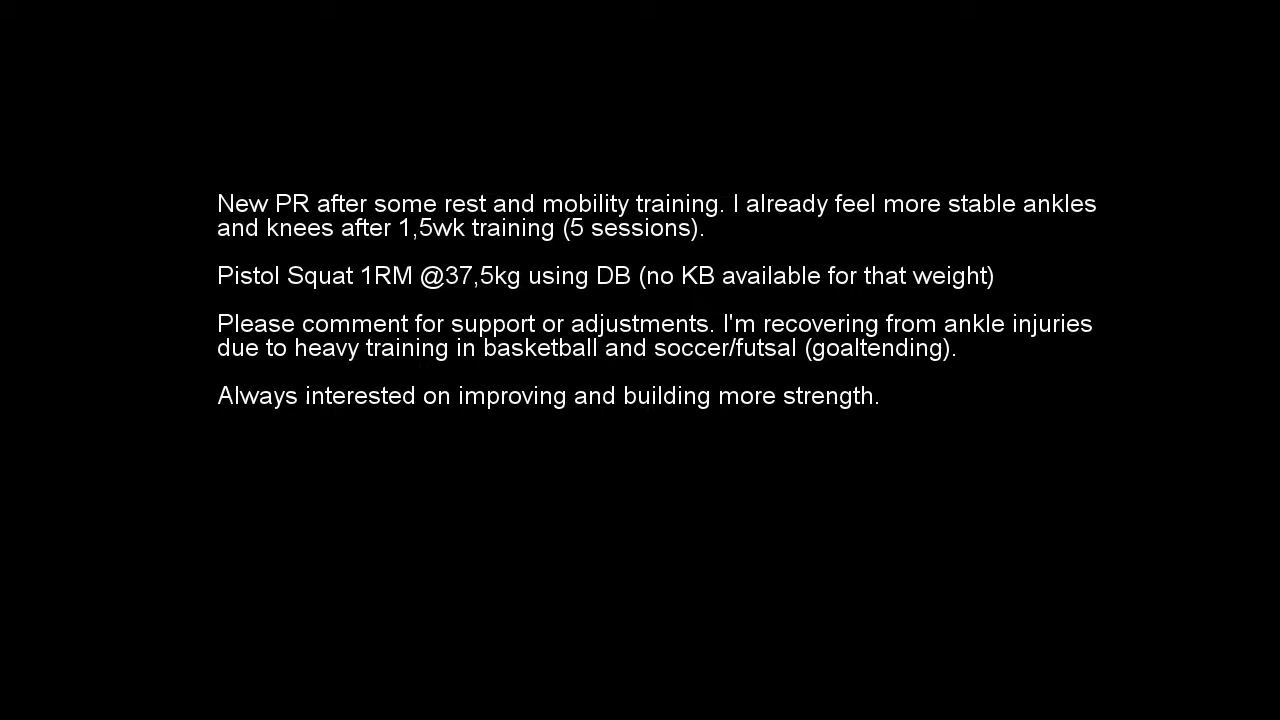 New PR after some rest and mobility training. I already feel more stable ankles
and knees after 1,5wk training (5 sessions).
Pistol Squat 1RM @37,5kg using DB (no KB available for that weight)
Please comment for support or adjustments. I'm recovering from ankle injuries
due to heavy training in basketball and soccer/futsal (goaltending).
Always interested on improving and building more strength.